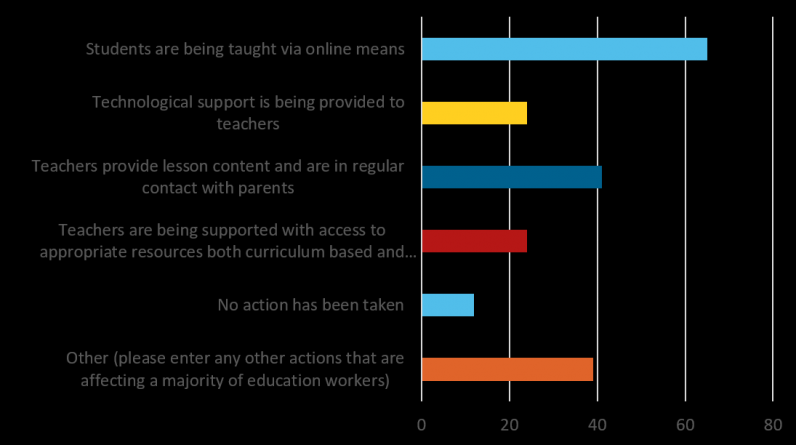 Students are being taught via online means
Technological support is being provided to
teachers
Teachers provide lesson content and are in regular
contact with parents
Teachers are being supported with access to
appropriate resources both curriculum based and...
No action has been taken
Other (please enter any other actions that are
affecting a majority of education workers)
0 20 40 60 80